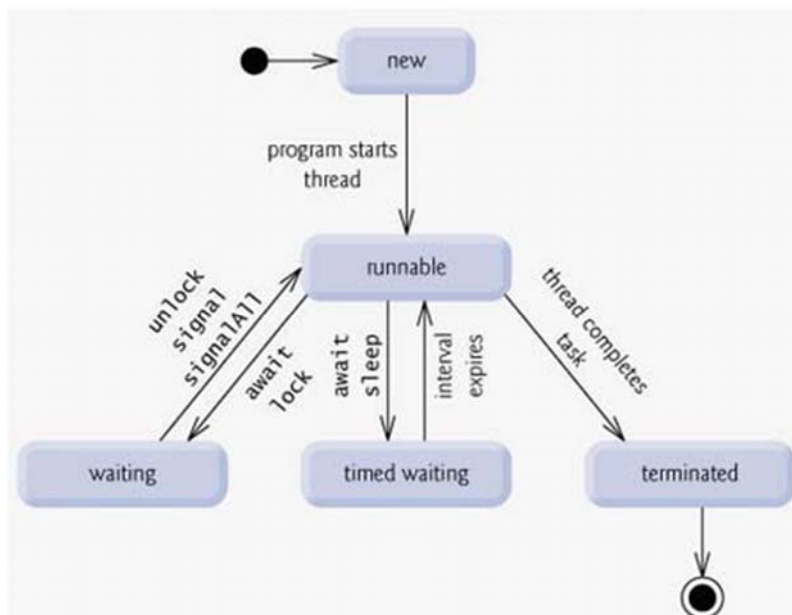 new
program starts
thread
runnable
unlock
signal
signalAll
await
lock
await
sleep
interval
expires
thread completes
task
waiting
timed waiting
terminated